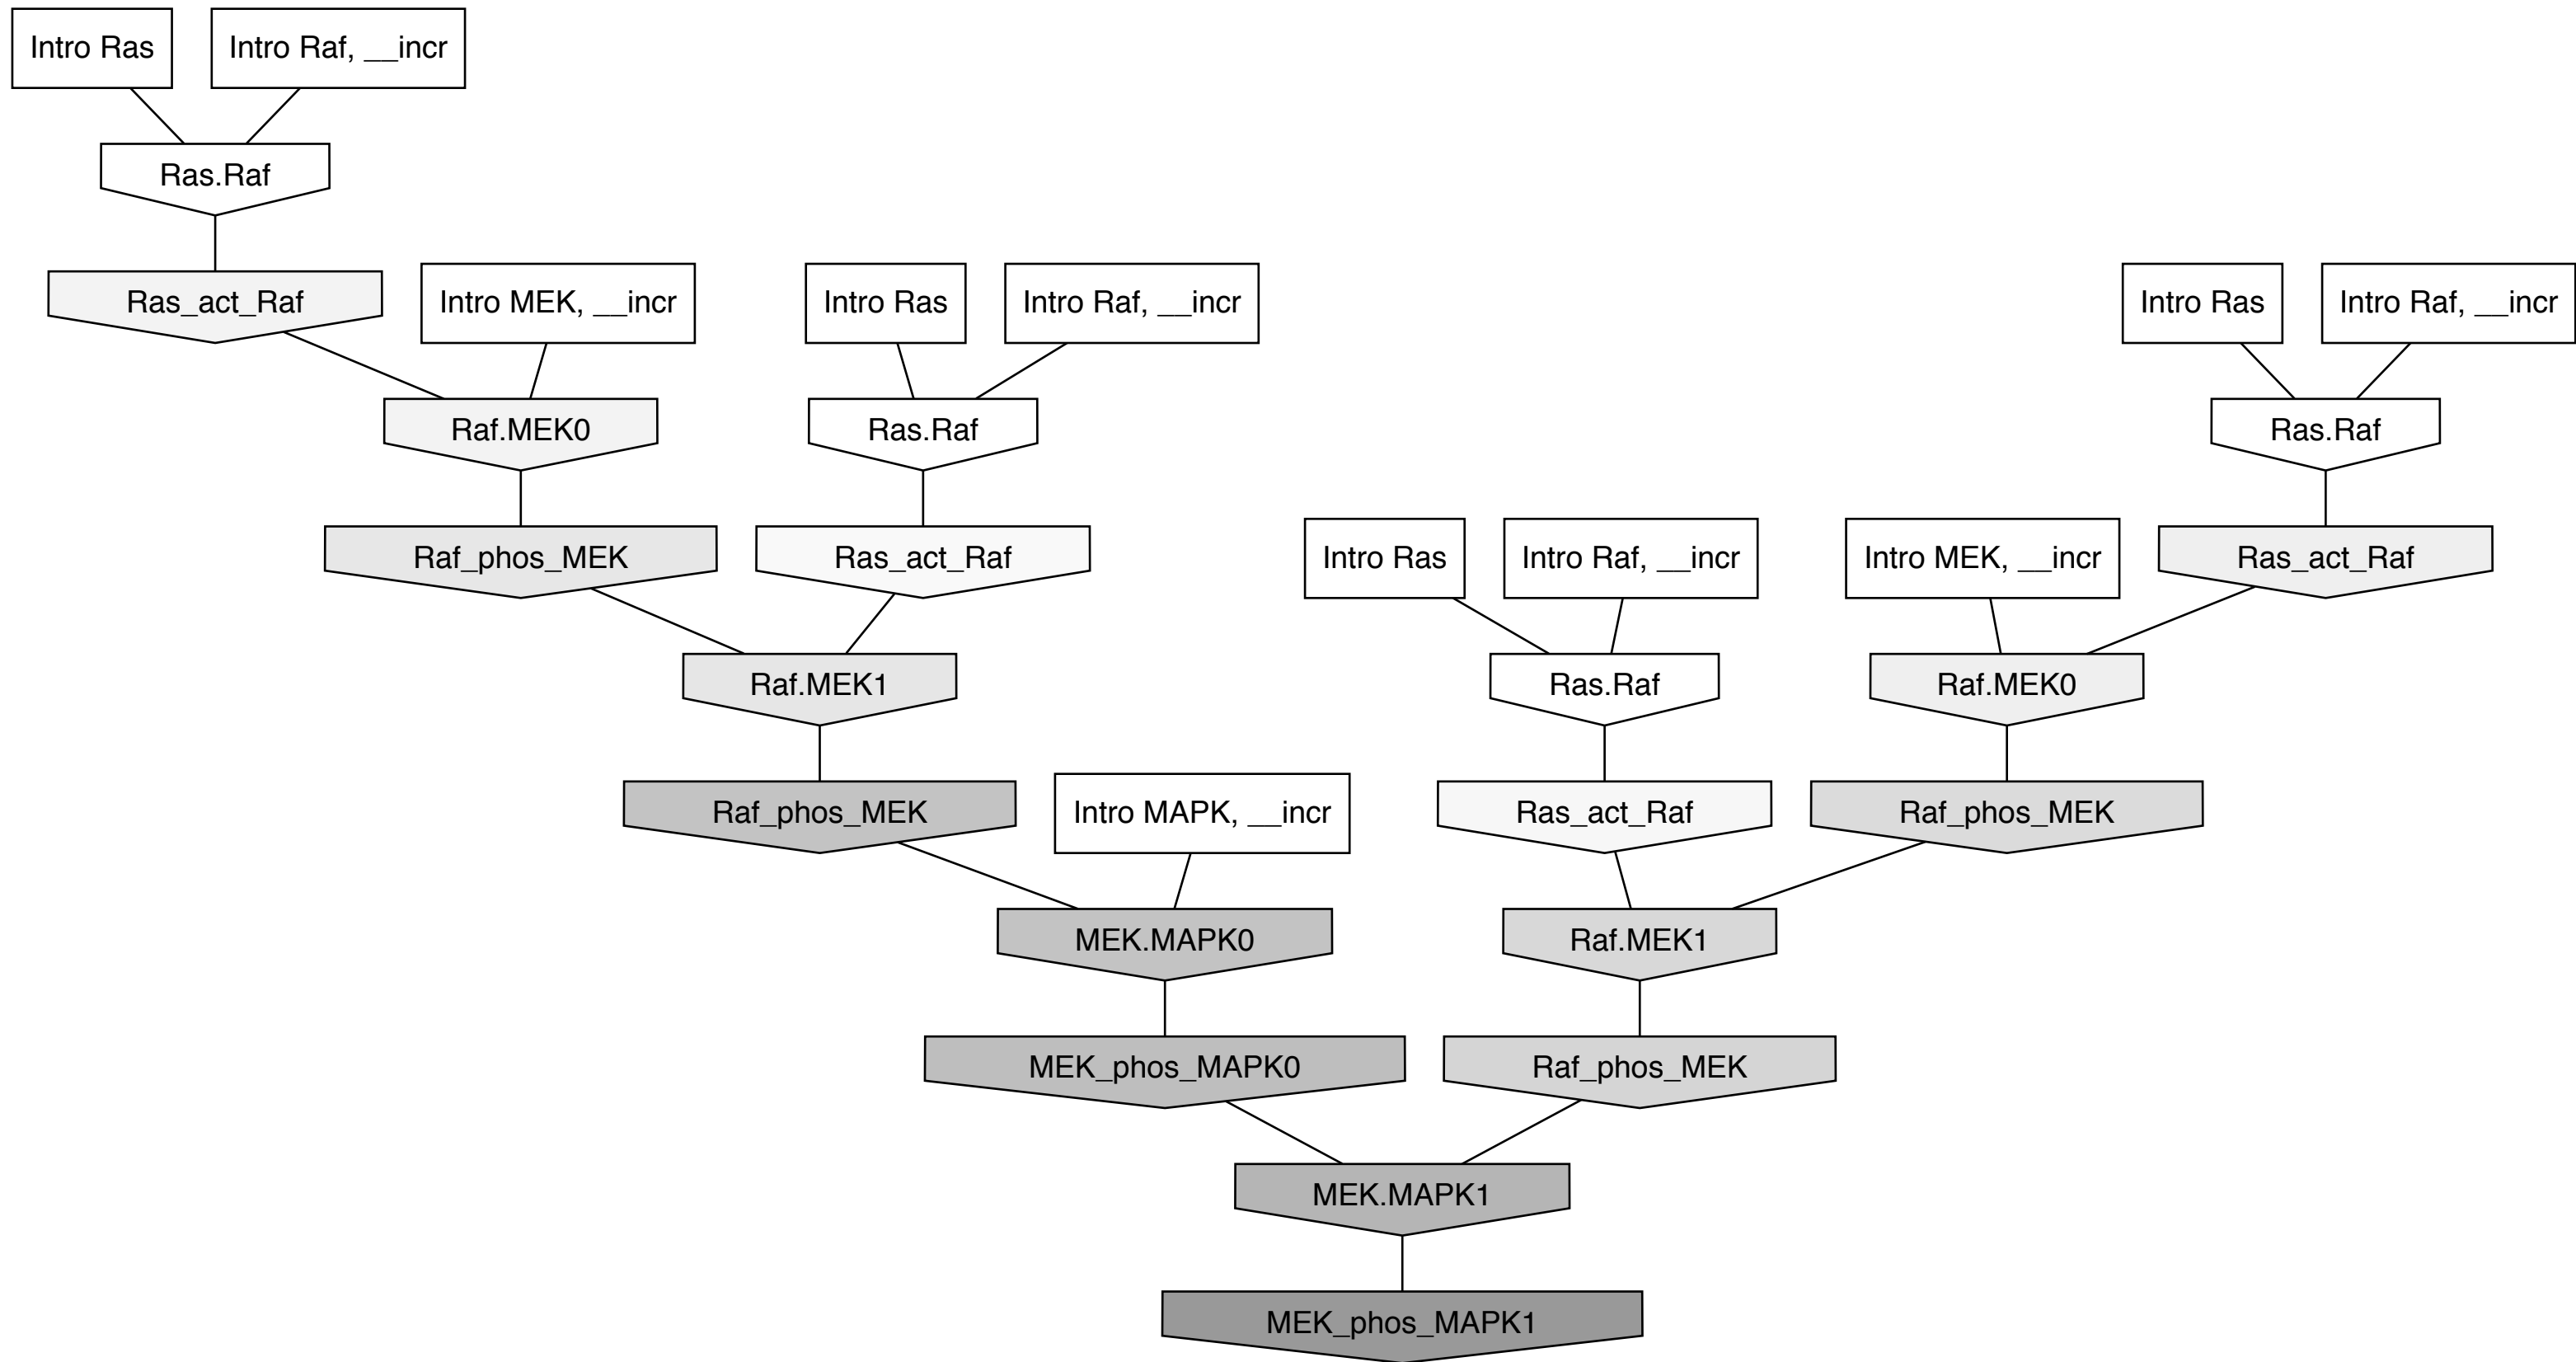 Intro Ras
Intro Raf, __incr
Ras.Raf
Ras_act_Raf
Intro MEK, __incr
Intro Ras
Intro Raf, __incr
Intro Ras
Intro Raf, __incr
Raf.MEK0
Ras.Raf
Ras.Raf
Raf_phos_MEK
Ras_act_Raf
Intro Ras
Intro Raf, __incr
Intro MEK, __incr
Ras_act_Raf
Raf.MEK1
Ras.Raf
Raf.MEK0
Raf_phos_MEK
Intro MAPK, __incr
Ras_act_Raf
Raf_phos_MEK
MEK.MAPK0
Raf.MEK1
MEK_phos_MAPK0
Raf_phos_MEK
MEK.MAPK1
MEK_phos_MAPK1